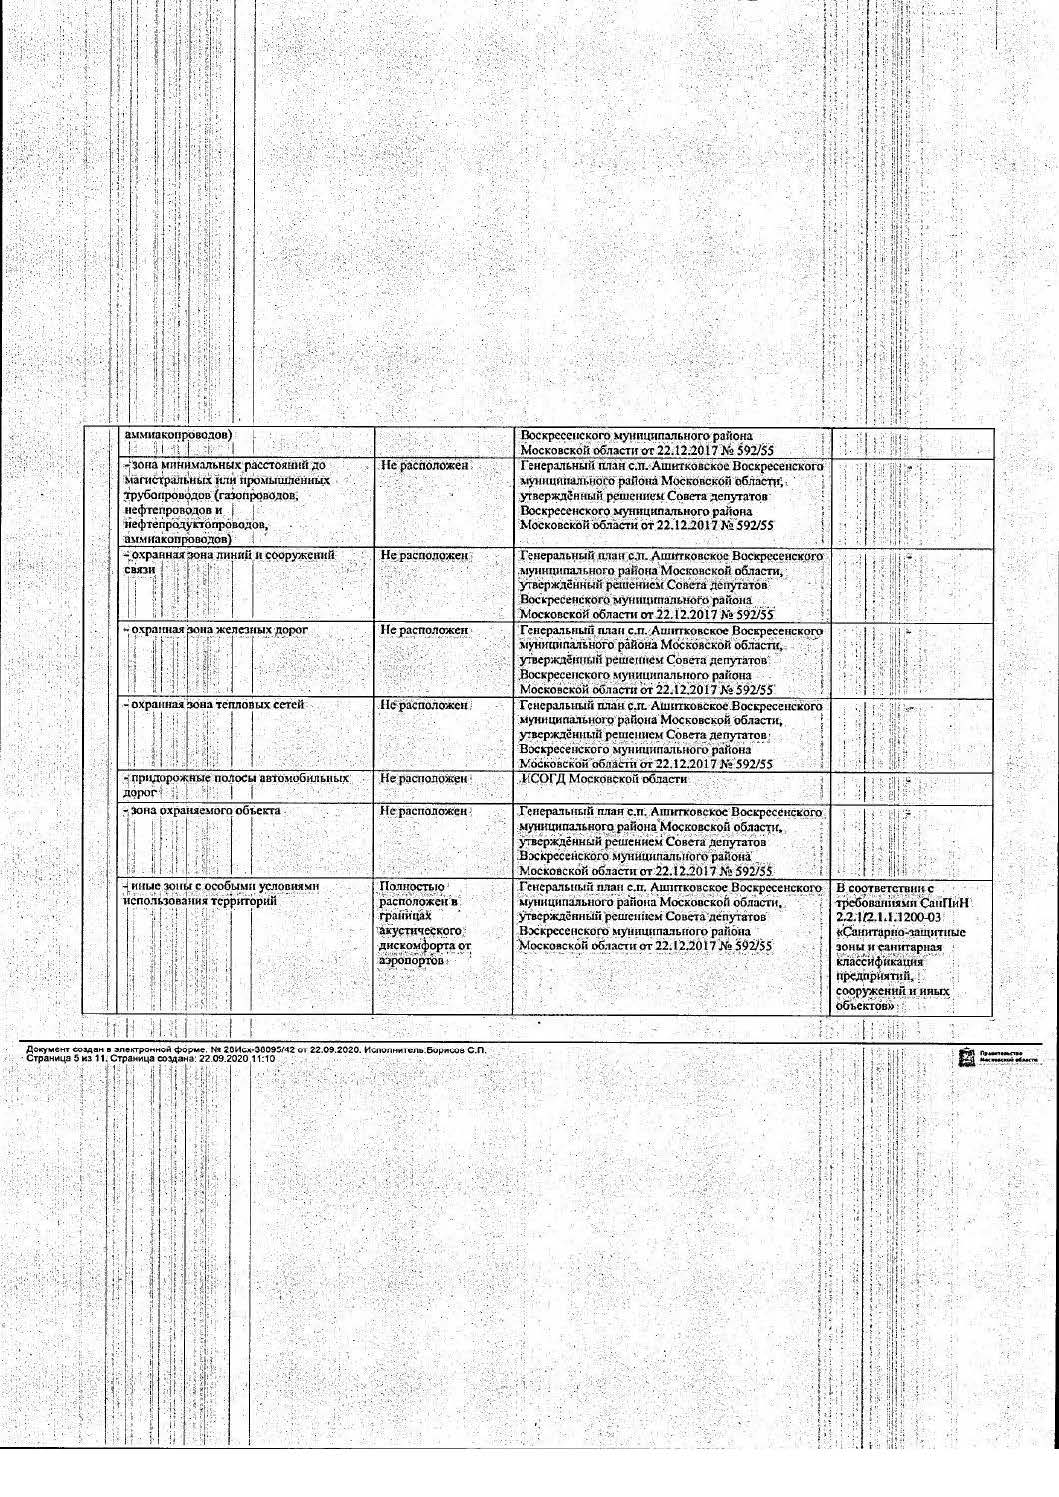 аммиакопроводов)
Воскресенского муниципального района
Московской области от 22.12.2017 № 592/55
- зона минимальных расстояний до
магистральных или промышленных
трубопроводов (газопроводов,
нефтепроводов и
нефтепродуктопроводов,
аммиакопроводов)
Не расположен
Генеральный план с.п. Ашитковское Воскресенского
муниципального района Московской области,
утверждённый решением Совета депутатов
Воскресенского муниципального района
Московской области от 22.12.2017 № 592/55
-
- охранная зона линий и сооружений
связи
Не расположен
Генеральный план с.п. Ашитковское Воскресенского
муниципального района Московской области,
утверждённый решением Совета депутатов
Воскресенского муниципального района
Московской области от 22.12.2017 № 592/55
-
- охранная зона железных дорог
Не расположен
Генеральный план с.п. Ашитковское Воскресенского
муниципального района Московской области,
утверждённый решением Совета депутатов
Воскресенского муниципального района
Московской области от 22.12.2017 № 592/55
-
- охранная зона тепловых сетей
Не расположен
Генеральный план с.п. Ашитковское Воскресенского
муниципального района Московской области,
утверждённый решением Совета депутатов
Воскресенского муниципального района
Московской области от 22.12.2017 № 592/55
-
- придорожные полосы автомобильных
дорог
Не расположен
ИСОГД Московской области
-
- зона охраняемого объекта
Не расположен
Генеральный план с.п. Ашитковское Воскресенского
муниципального района Московской области,
утверждённый решением Совета депутатов
Воскресенского муниципального района
Московской области от 22.12.2017 № 592/55
-
- иные зоны с особыми условиями
использования территорий
Полностью
расположен в
границах
акустического
дискомфорта от
аэропортов
Генеральный план с.п. Ашитковское Воскресенского
муниципального района Московской области,
утверждённый решением Совета депутатов
Воскресенского муниципального района
Московской области от 22.12.2017 № 592/55
В соответствии с
требованиями СанПиН
2.2.1/2.1.1.1200-03
«Санитарно-защитные
зоны и санитарная
классификация
предприятий,
сооружений и иных
объектов»
Документ создан в электронной форме. № 28Исх-30095/42 от 22.09.2020. Исполнитель:Борисов С.П.
Страница 5 из 11. Страница создана: 22.09.2020 11:10
Правительство
Московской области